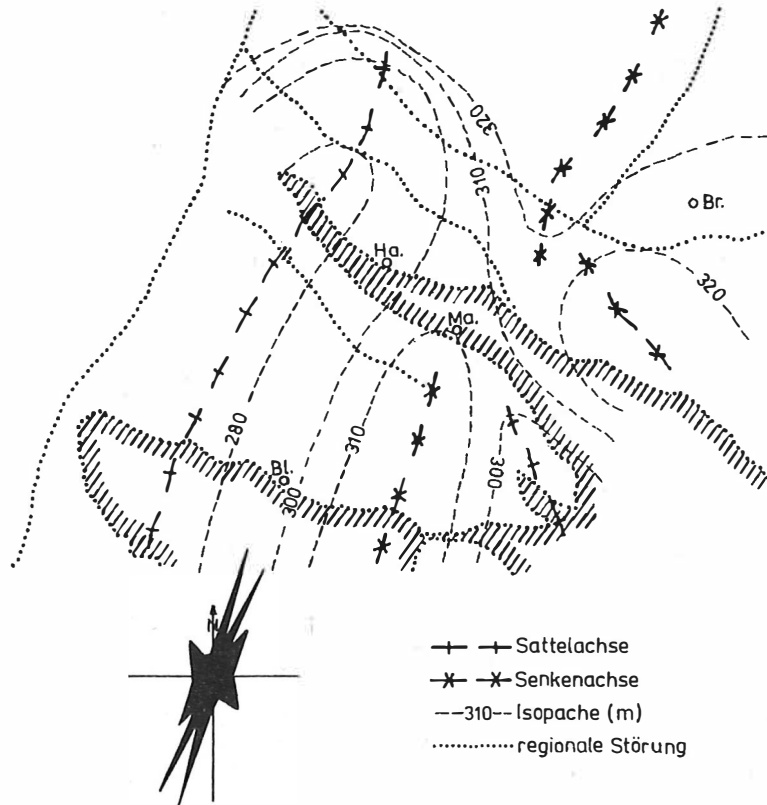 320
310
Br.
320
Ha.
Ma.
280
310
300
Bl.
300
N
Sattelachse
Senkenachse
310 Isopache (m)
regionale Störung